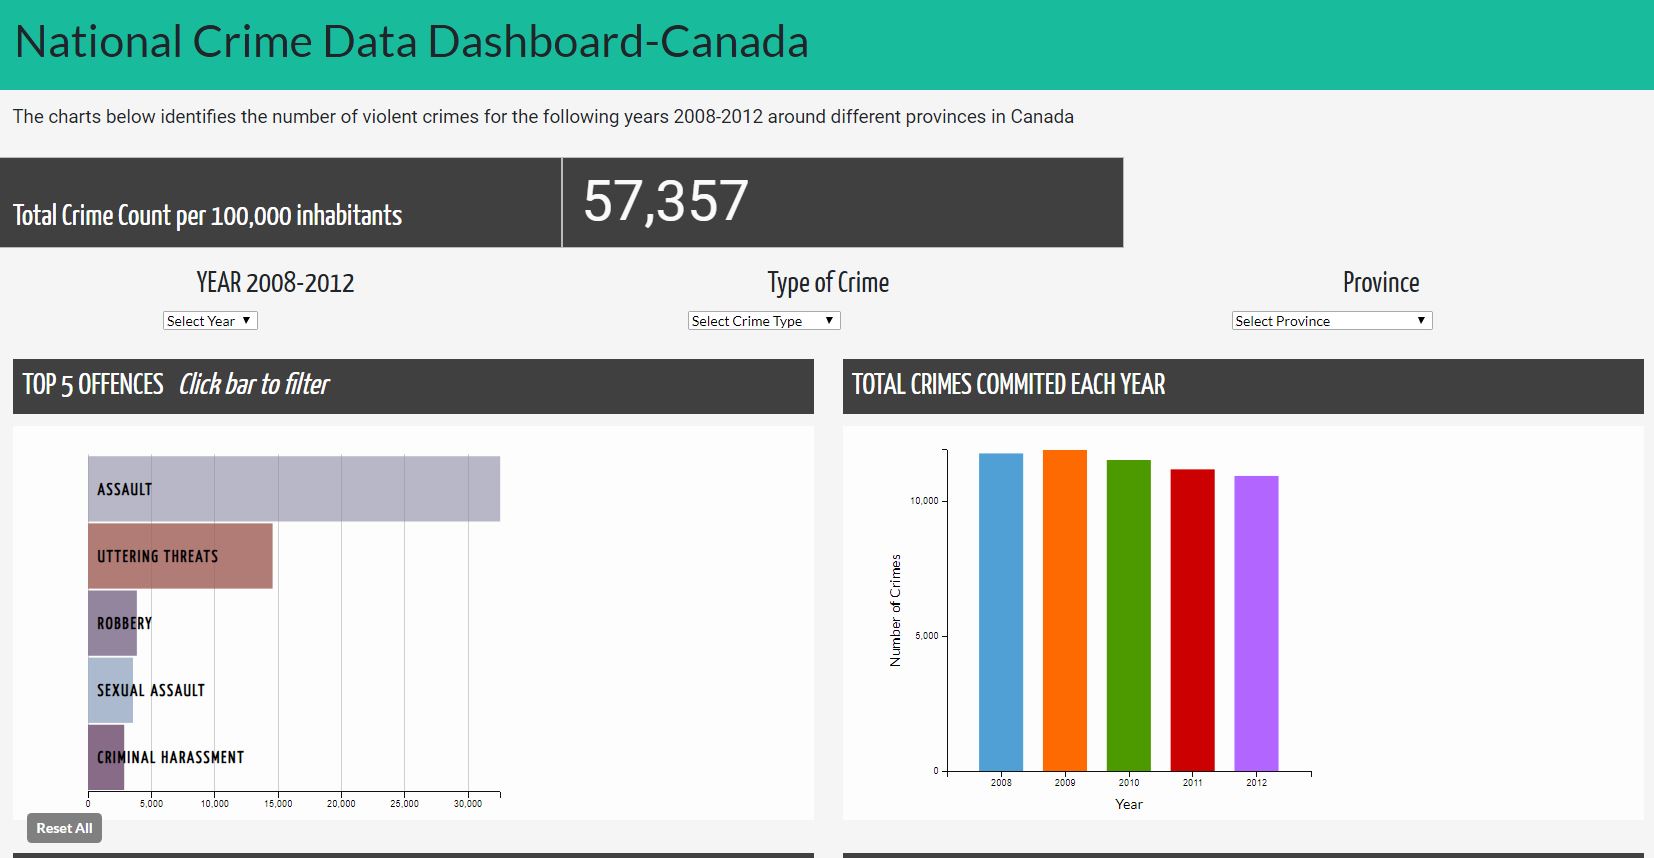 National Crime Data Dashboard-Canada
The charts below identifies the number of violent crimes for the following years 2008-2012 around different provinces in Canada
Total Crime Count per 100,000 inhabitants
57,357
YEAR 2008-2012
Type of Crime
Province
Select Year
Select Crime Type
Select Province
TOP 5 OFFENCES Click bar to filter
ASSAULT
UTTERING THREATS
ROBBERY
SEXUAL ASSAULT
CRIMINAL HARASSMENT
0 5,000 10,000 15,000 20,000 25,000 30,000
Reset All
TOTAL CRIMES COMMITED EACH YEAR
Number of Crimes
10,000
5,000
0
2008 2009 2010 2011 2012
Year